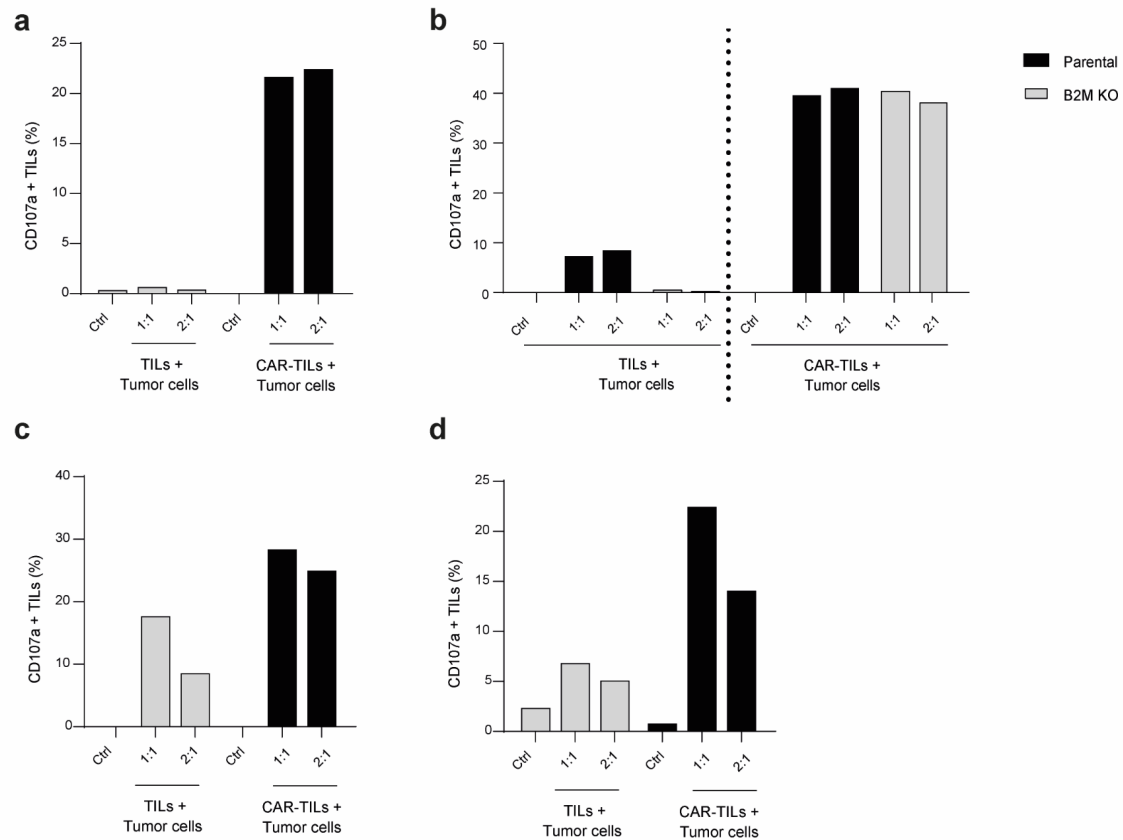 a
CD107a + TILs (%)
25
20
15
10
5
0
Ctrl
1:1
2:1
Ctrl
1:1
2:1
TILs +
Tumor cells
CAR-TILs +
Tumor cells
b
CD107a + TILs (%)
50
40
30
20
10
0
Ctrl
1:1
2:1
1:1
2:1
Ctrl
1:1
2:1
1:1
2:1
TILs +
Tumor cells
CAR-TILs +
Tumor cells
Parental
B2M KO
c
CD107a + TILs (%)
40
30
20
10
0
Ctrl
1:1
2:1
Ctrl
1:1
2:1
TILs +
Tumor cells
CAR-TILs +
Tumor cells
d
CD107a + TILs (%)
25
20
15
10
5
0
Ctrl
1:1
2:1
Ctrl
1:1
2:1
TILs +
Tumor cells
CAR-TILs +
Tumor cells